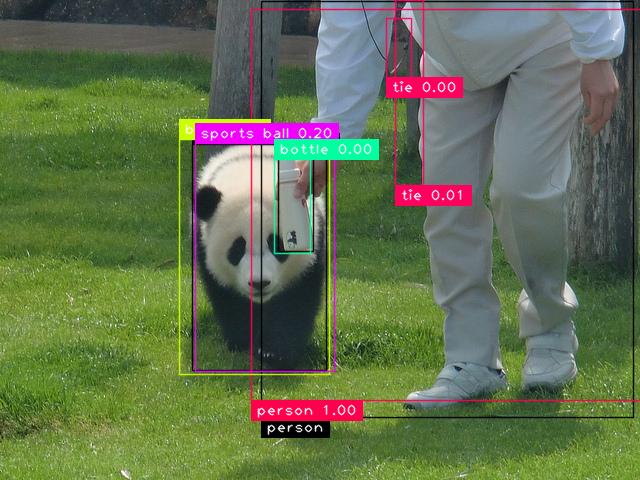 tie 0.00
b
sports ball 0.20
bottle 0.00
tie 0.01
person 1.00
person